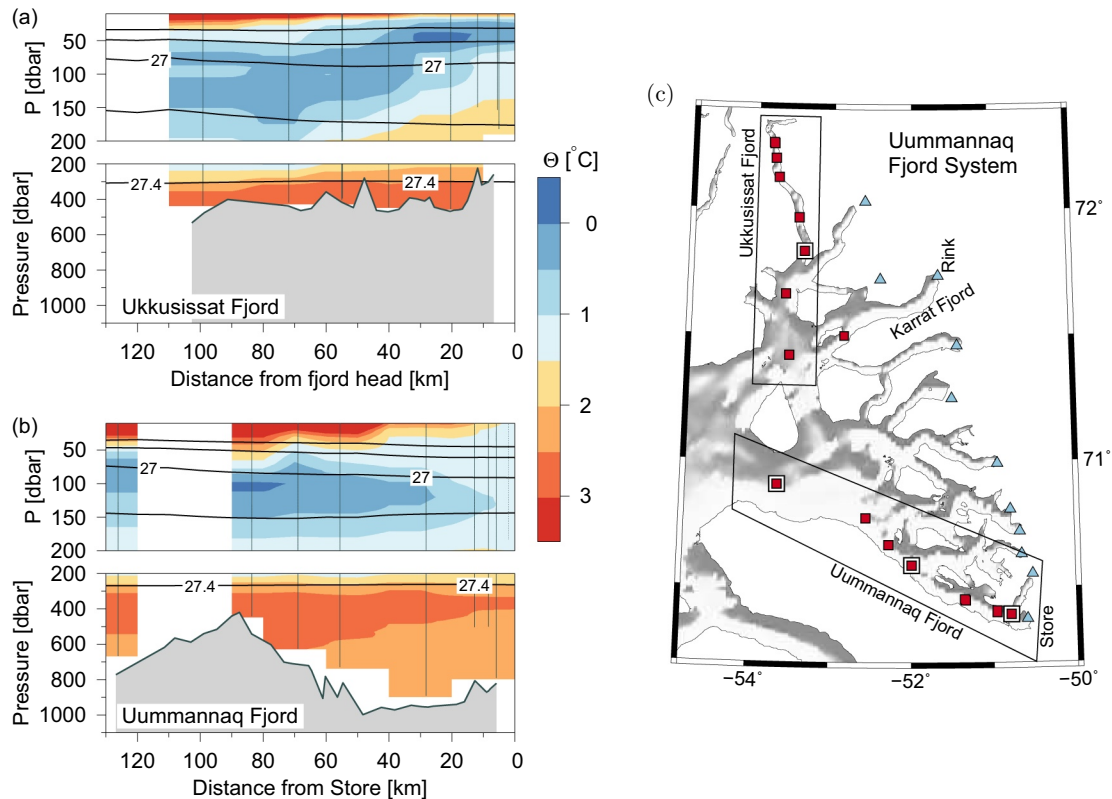 (a)
P [dbar]
50
100
150
200
27
27
Pressure [dbar]
200
400
600
800
1000
27.4
27.4
Ukkusissat Fjord
120
100
80
60
40
20
0
Distance from fjord head [km]
(b)
P [dbar]
50
100
150
200
27
27
Pressure [dbar]
200
400
600
800
1000
27.4
27.4
Uummannaq Fjord
120
100
80
60
40
20
0
Distance from Store [km]
Θ [°C]
0
1
2
3
(c)
Uummannaq
Fjord System
Ukkusissat Fjord
Rink
Karrat Fjord
Uummannaq Fjord
Store
72°
71°
−54°
−52°
−50°